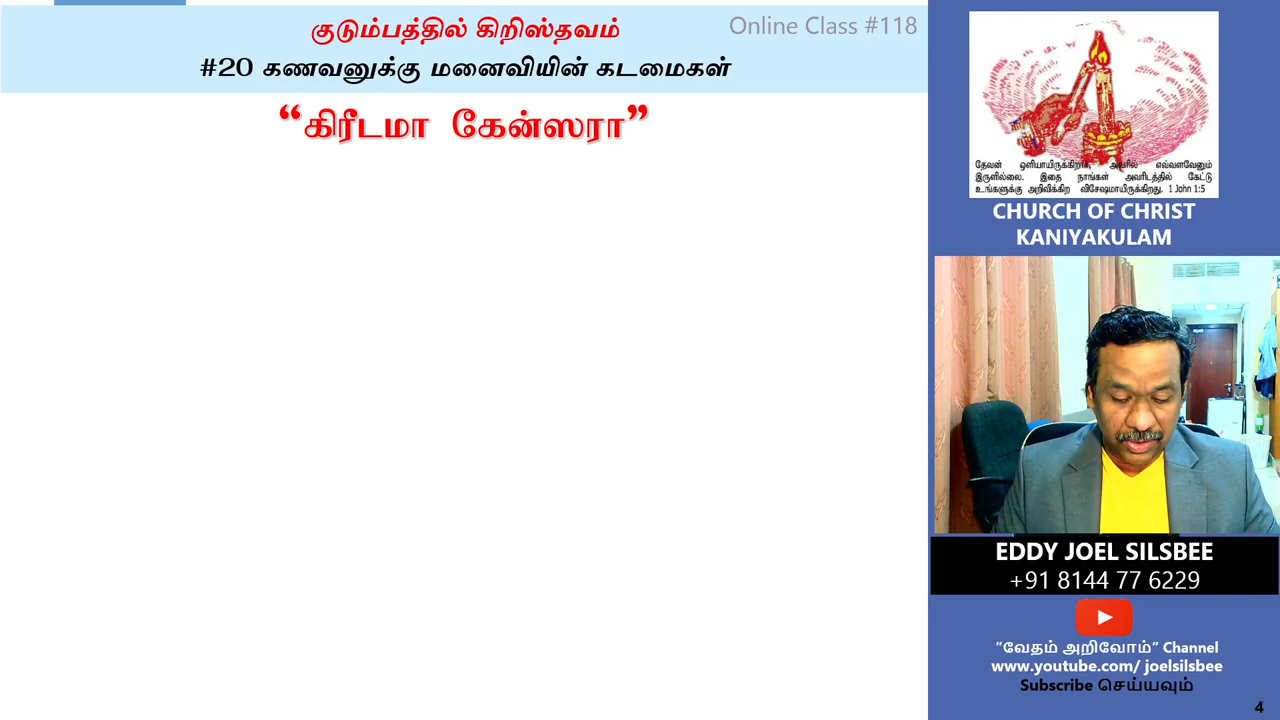 குடும்பத்தில் கிறிஸ்தவம்
Online Class #118
#20 கணவனுக்கு மனைவியின் கடமைகள்
“கிரீடமா கேன்ஸரா”
தேவன் ஒளியாயிருக்கிறார், அவரில் எவ்வளவேனும்
இருளில்லை. இதை நாங்கள் அவரிடத்தில் கேட்டு
உங்களுக்கு அறிவிக்கிற விசேஷமாயிருக்கிறது. 1 John 1:5
CHURCH OF CHRIST
KANIYAKULAM
EDDY JOEL SILSBEE
+91 8144 77 6229
”வேதம் அறிவோம்” Channel
www.youtube.com/ joelsilsbee
Subscribe செய்யவும்
4